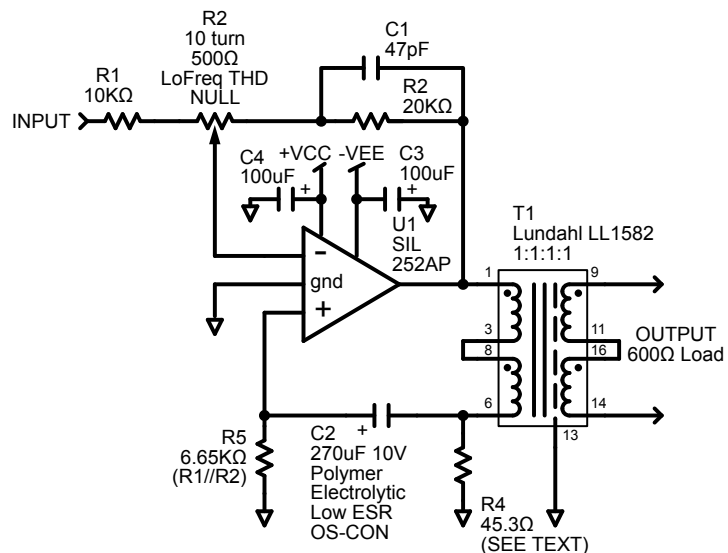 R2
10 turn
500Ω
LoFreq THD
NULL
C1
47pF
R1
10KΩ
R2
20KΩ
INPUT
C4
100uF
+
+VCC
-VEE
C3
100uF
+
U1
SIL
252AP
-
gnd
+
T1
Lundahl LL1582
1:1:1:1
1
9
3
11
8
16
6
14
13
OUTPUT
600Ω Load
R5
6.65KΩ
(R1//R2)
C2
+
270uF 10V
Polymer
Electrolytic
Low ESR
OS-CON
R4
45.3Ω
(SEE TEXT)